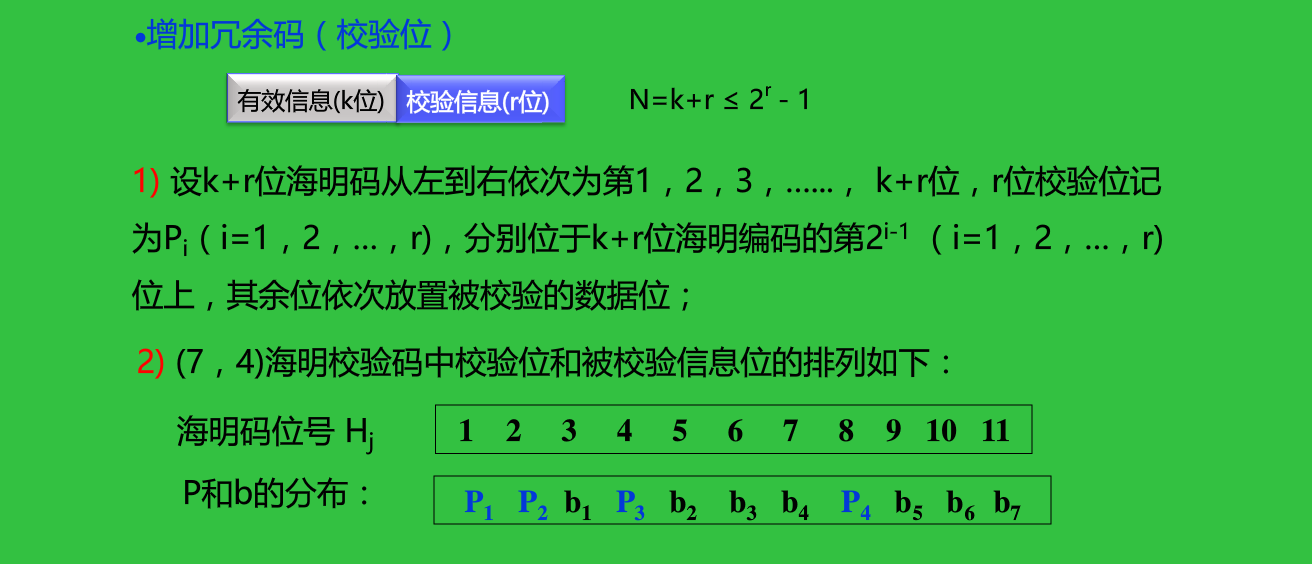 •增加冗余码（校验位）
有效信息(k位) 校验信息(r位) N=k+r ≤ 2^r - 1
1) 设k+r位海明码从左到右依次为第1，2，3，……， k+r位，r位校验位记
为P_i（i=1，2，…，r)，分别位于k+r位海明编码的第2^i-1 （i=1，2，…，r)
位上，其余位依次放置被校验的数据位；
2) (7，4)海明校验码中校验位和被校验信息位的排列如下：
海明码位号 H_j 1 2 3 4 5 6 7 8 9 10 11
P和b的分布： P_1 P_2 b_1 P_3 b_2 b_3 b_4 P_4 b_5 b_6 b_7